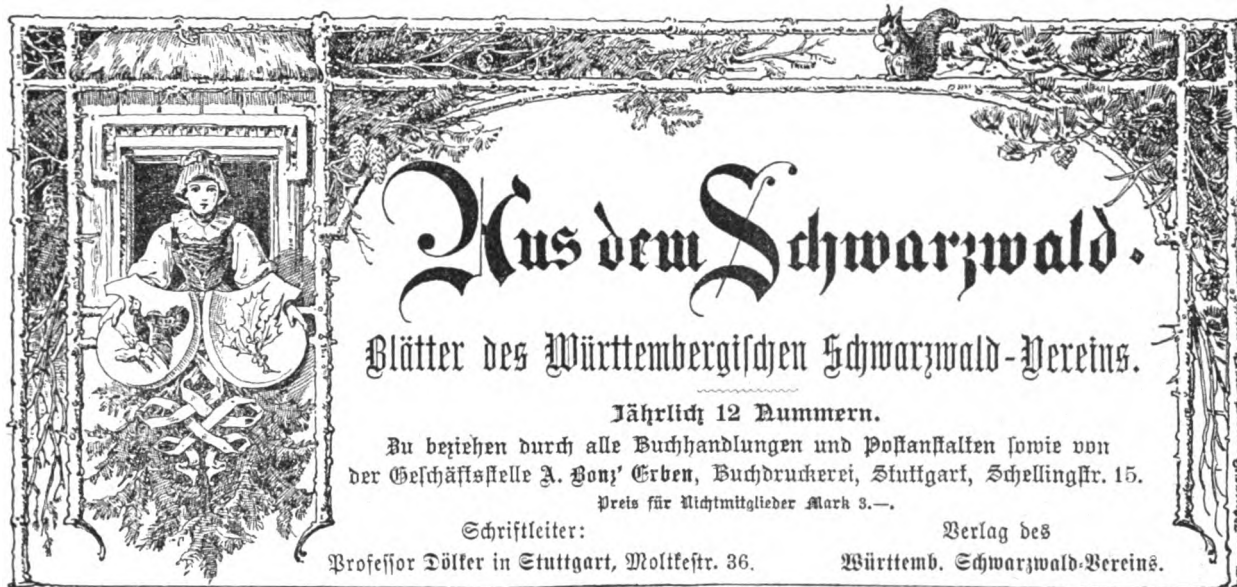 Aus dem Schwarzwald.
Blätter des Württembergischen Schwarzwald-Vereins.
Jährlich 12 Nummern.
Zu beziehen durch alle Buchhandlungen und Postanstalten sowie von
der Geschäftsstelle A. Bonz' Erben, Buchdruckerei, Stuttgart, Schellingstr. 15.
Preis für Nichtmitglieder Mark 3.—.
Schriftleiter:
Professor Dölker in Stuttgart, Moltkestr. 36.
Verlag des
Württemb. Schwarzwald-Vereins.